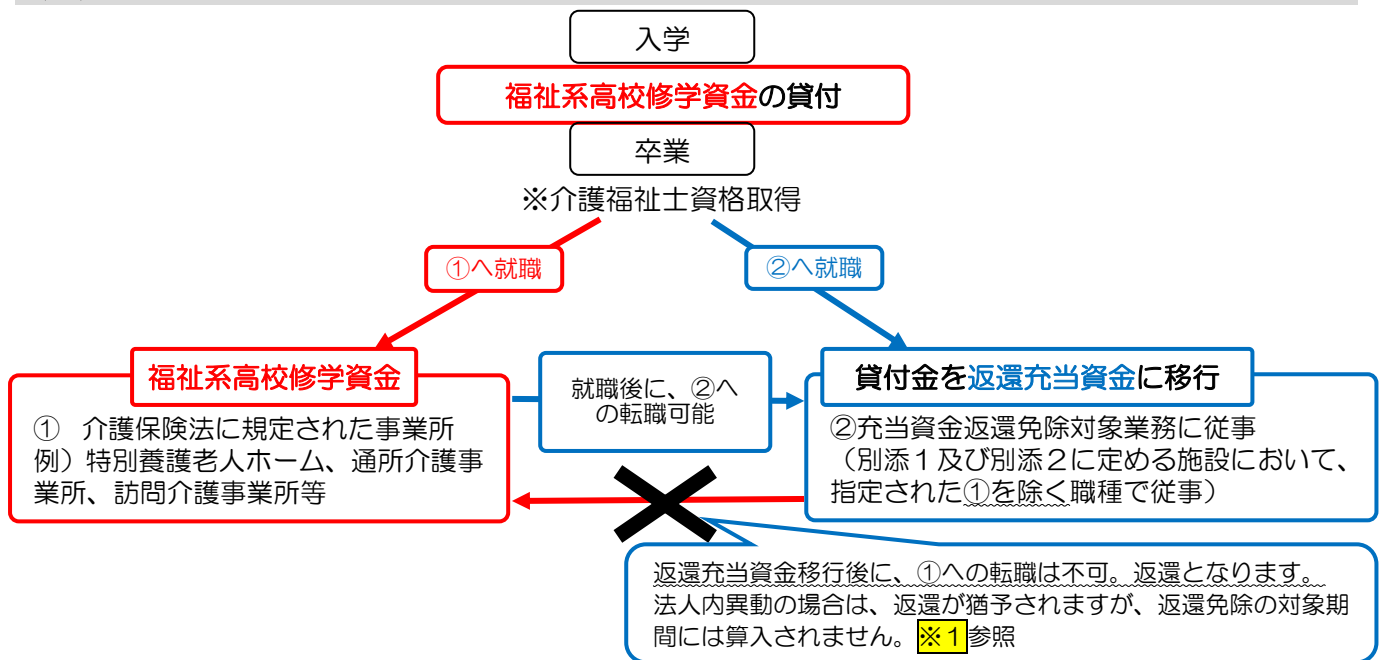 入学
福祉系高校修学資金の貸付
卒業
※介護福祉士資格取得
①へ就職
②へ就職
福祉系高校修学資金
① 介護保険法に規定された事業所
例）特別養護老人ホーム、通所介護事
業所、訪問介護事業所等
就職後に、②へ
の転職可能
貸付金を返還充当資金に移行
②充当資金返還免除対象業務に従事
（別添１及び別添２に定める施設において、
指定された①を除く職種で従事）
返還充当資金移行後に、①への転職は不可。返還となります。
法人内異動の場合は、返還が猶予されますが、返還免除の対象期
間には算入されません。※１参照